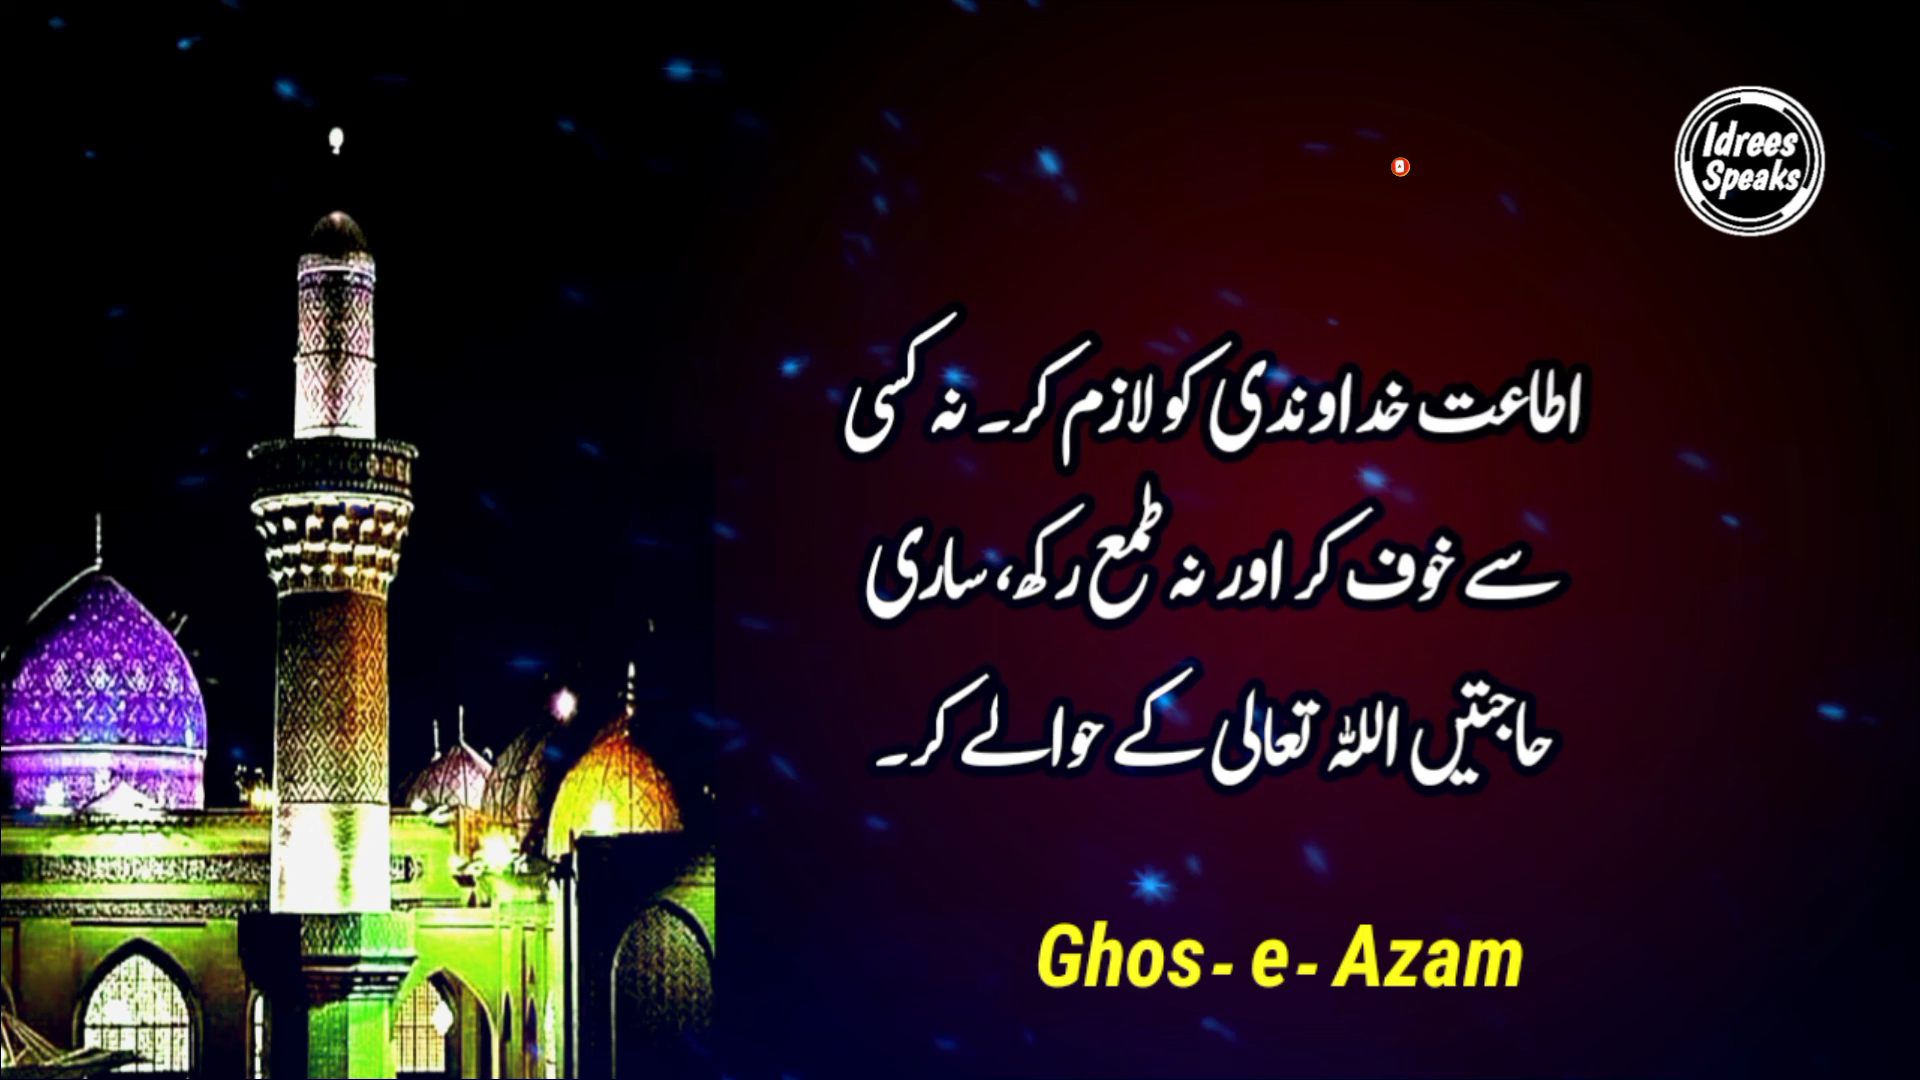 Idrees
Speaks
اطاعت خداوندی کو لازم کر۔ نہ کسی
سے خوف کر اور نہ طمع رکھ، ساری
حاجتیں اللہ تعالی کے حوالے کر۔
Ghos - e - Azam